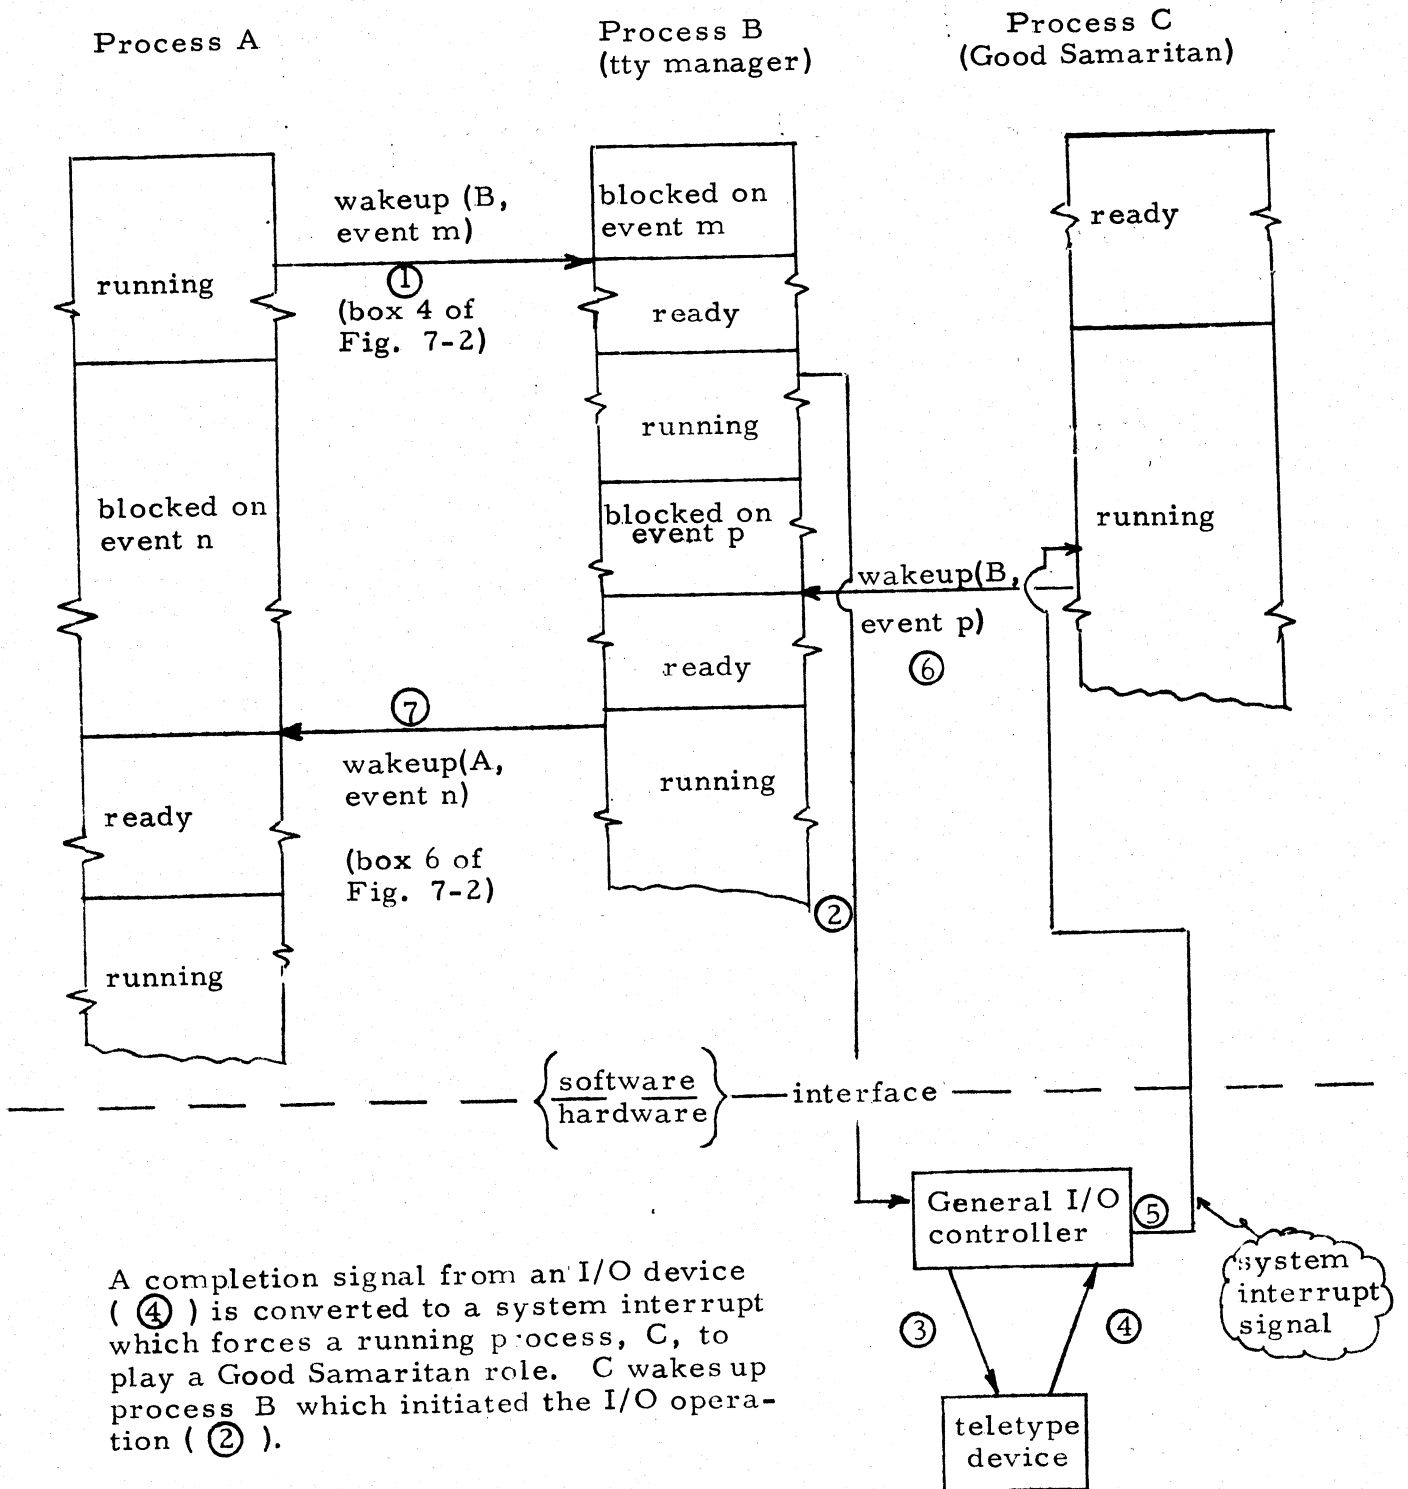 Process A
Process B
(tty manager)
Process C
(Good Samaritan)
wakeup (B,
event m)
①
(box 4 of
Fig. 7-2)
running
blocked on
event n
ready
running
blocked on
event m
ready
running
blocked on
event p
ready
running
ready
running
wakeup(B,
event p)
⑥
⑦
wakeup(A,
event n)
(box 6 of
Fig. 7-2)
②
software
hardware
interface
General I/O
controller
⑤
③
④
teletype
device
system
interrupt
signal
A completion signal from an I/O device
( ④ ) is converted to a system interrupt
which forces a running process, C, to
play a Good Samaritan role. C wakes up
process B which initiated the I/O opera-
tion ( ② ).